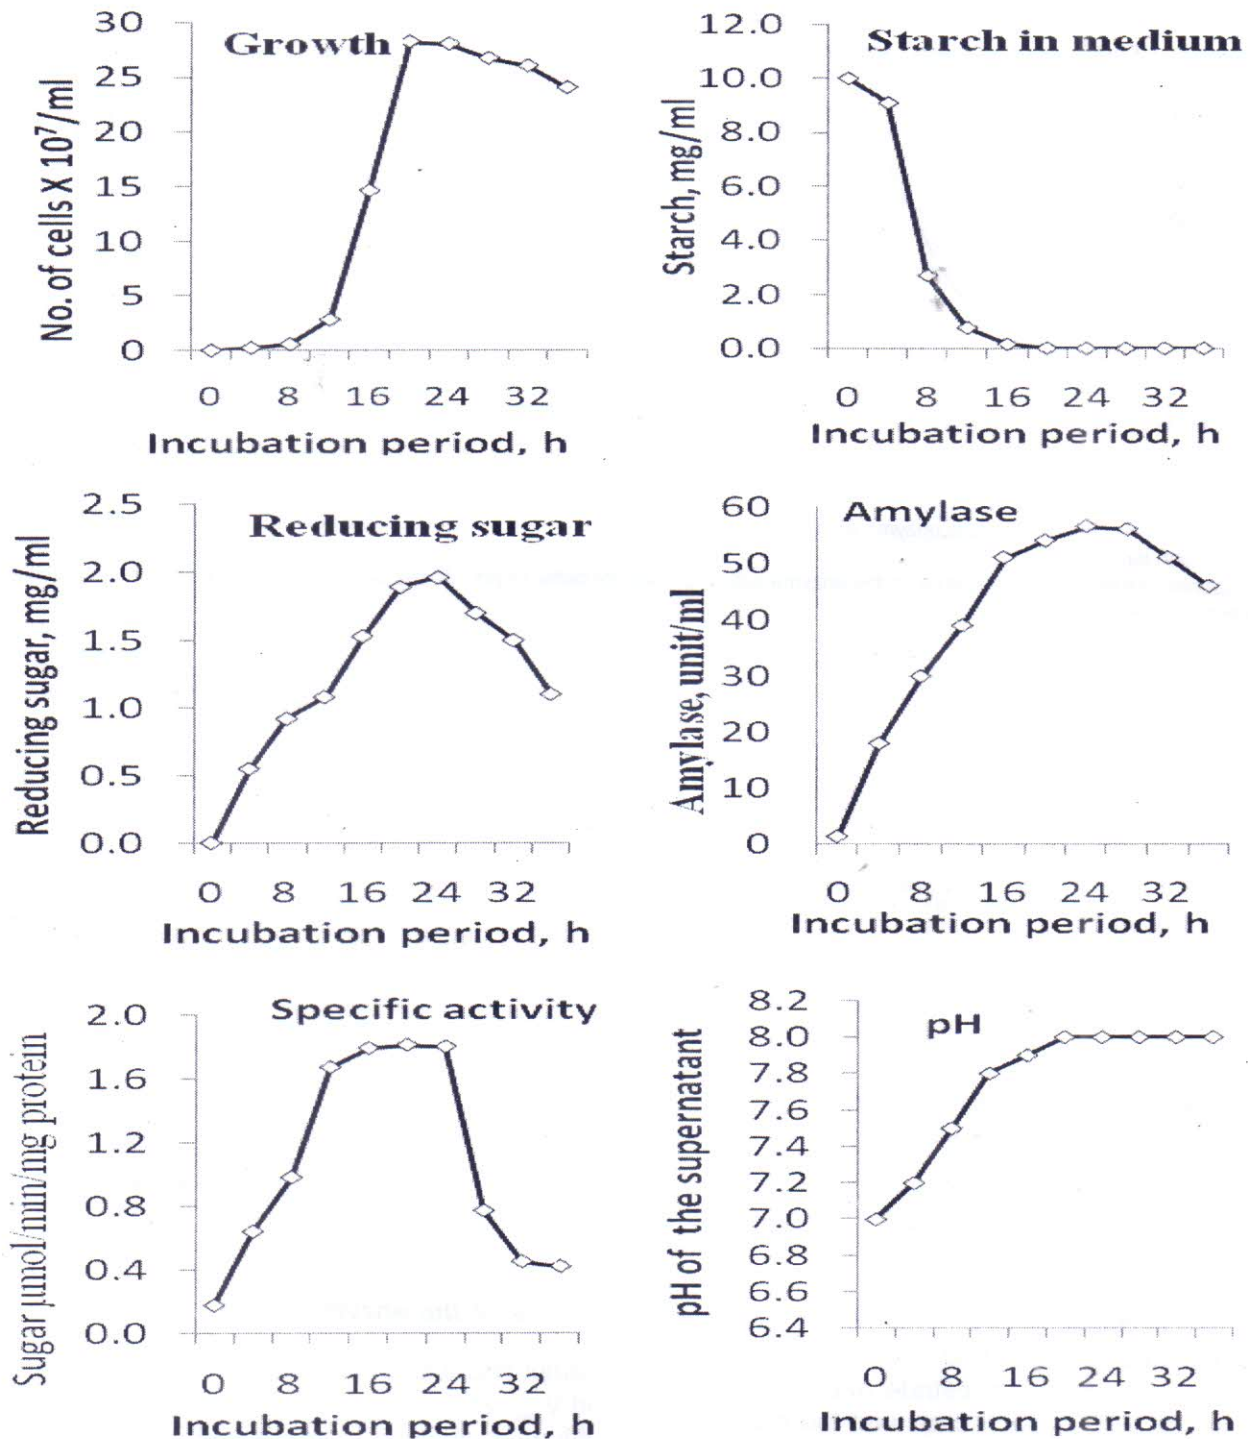 Growth
No. of cells X 10⁷/ml
30
25
20
15
10
5
0
0 8 16 24 32
Incubation period, h
Starch in medium
Starch, mg/ml
12.0
10.0
8.0
6.0
4.0
2.0
0.0
0 8 16 24 32
Incubation period, h
Reducing sugar
Reducing sugar, mg/ml
2.5
2.0
1.5
1.0
0.5
0.0
0 8 16 24 32
Incubation period, h
Amylase
Amylase, unit/ml
60
50
40
30
20
10
0
0 8 16 24 32
Incubation period, h
Specific activity
Sugar µmol/min/mg protein
2.0
1.6
1.2
0.8
0.4
0.0
0 8 16 24 32
Incubation period, h
pH
pH of the supernatant
8.2
8.0
7.8
7.6
7.4
7.2
7.0
6.8
6.6
6.4
0 8 16 24 32
Incubation period, h